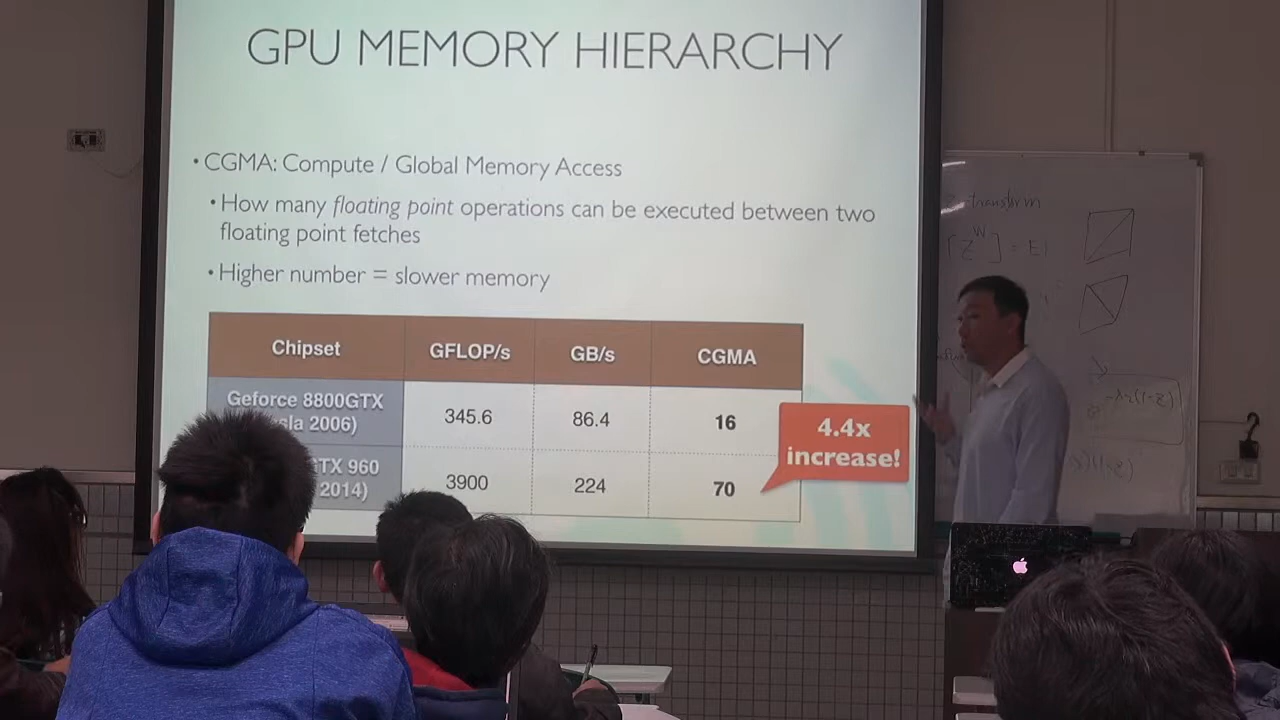 GPU MEMORY HIERARCHY
• CGMA: Compute / Global Memory Access
• How many floating point operations can be executed between two
floating point fetches
• Higher number = slower memory
Chipset GFLOP/s GB/s CGMA
Geforce 8800GTX
2006)
345.6 86.4 16
960
2014)
3900 224 70
4.4x
increase!
transform